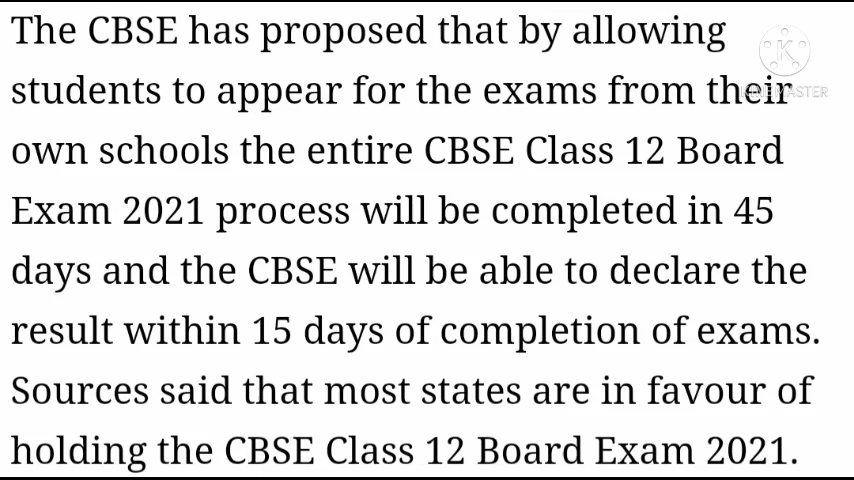 The CBSE has proposed that by allowing
students to appear for the exams from their
own schools the entire CBSE Class 12 Board
Exam 2021 process will be completed in 45
days and the CBSE will be able to declare the
result within 15 days of completion of exams.
Sources said that most states are in favour of
holding the CBSE Class 12 Board Exam 2021.
K
KINEMASTER